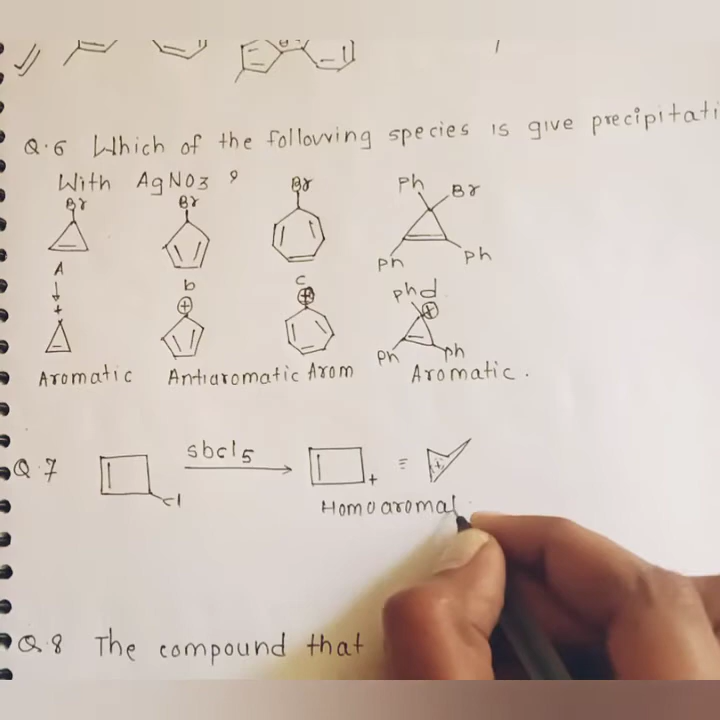 Q.6 Which of the following species is give precipitati
With AgNO3 ?
Br Br Br Ph Br
Ph Ph
A b c d
+ ⊕ ⊕ Ph ⊕
Ph Ph
Aromatic Antiaromatic Arom Aromatic.
Q.7 Cl sbcl5 + ≡ +
Homoaromat
Q.8 The compound that